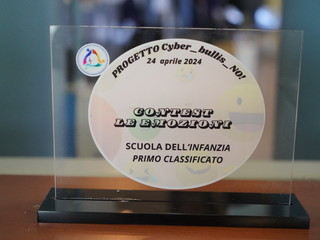 PROGETTO Cyber_bullis_NO!
24 aprile 2024
CONTEST
LE EMOZIONI
SCUOLA DELL'INFANZIA
PRIMO CLASSIFICATO